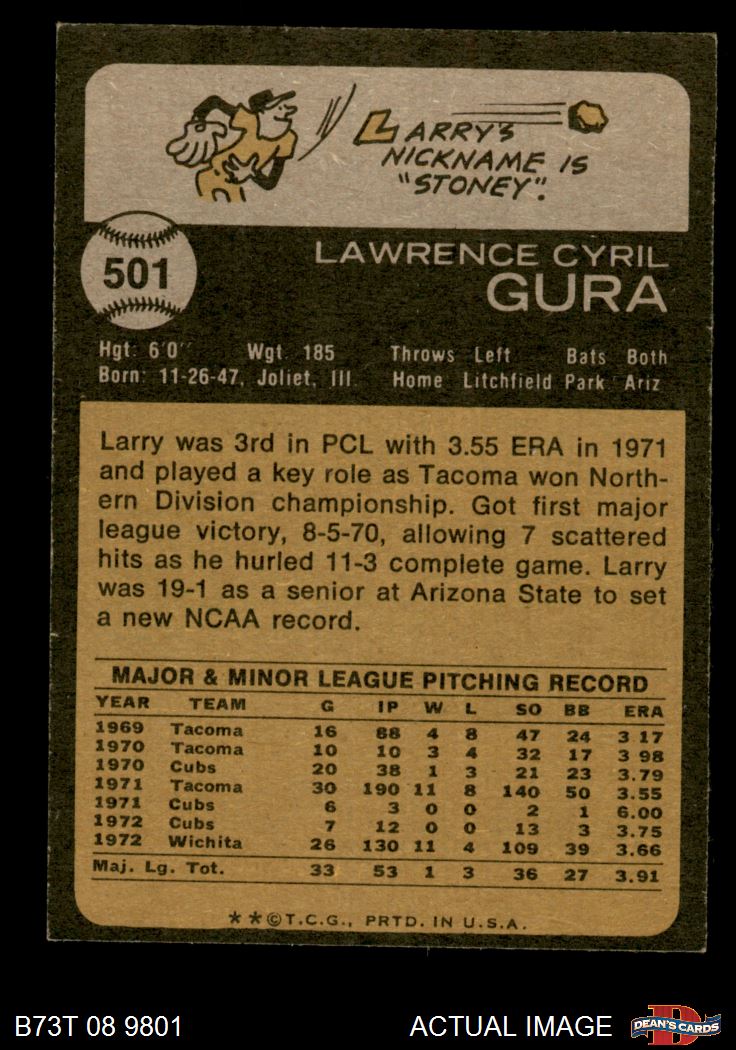 LARRY'S
NICKNAME IS
"STONEY".
501
LAWRENCE CYRIL
GURA
Hgt: 6'0" Wgt 185 Throws Left Bats Both
Born: 11-26-47, Joliet, Ill. Home Litchfield Park Ariz
Larry was 3rd in PCL with 3.55 ERA in 1971
and played a key role as Tacoma won North-
ern Division championship. Got first major
league victory, 8-5-70, allowing 7 scattered
hits as he hurled 11-3 complete game. Larry
was 19-1 as a senior at Arizona State to set
a new NCAA record.
MAJOR & MINOR LEAGUE PITCHING RECORD
YEAR TEAM G IP W L SO BB ERA
1969 Tacoma 16 88 4 8 47 24 3 17
1970 Tacoma 10 10 3 4 32 17 3 98
1970 Cubs 20 38 1 3 21 23 3.79
1971 Tacoma 30 190 11 8 140 50 3.55
1971 Cubs 6 3 0 0 2 1 6.00
1972 Cubs 7 12 0 0 13 3 3.75
1972 Wichita 26 130 11 4 109 39 3.66
Maj. Lg. Tot. 33 53 1 3 36 27 3.91
**©T.C.G., PRTD. IN U.S.A.
B73T 08 9801 ACTUAL IMAGE D DEAN'S CARDS